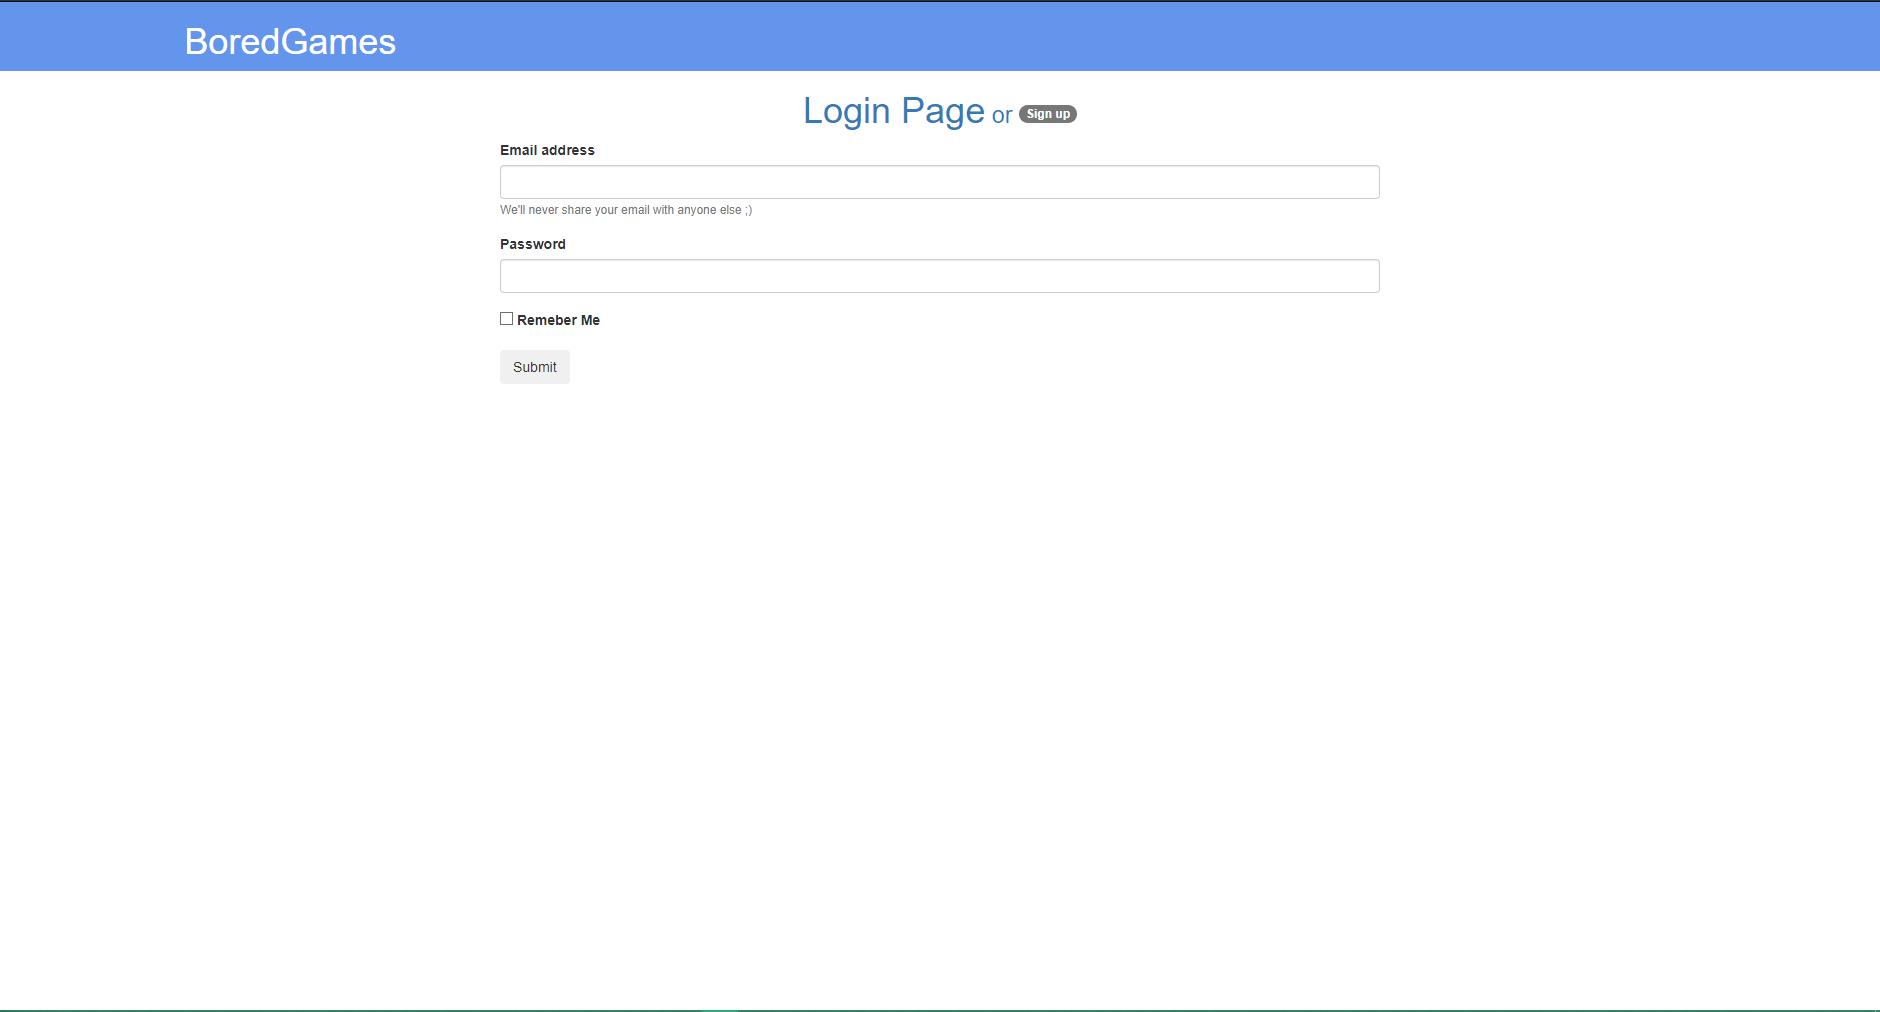 BoredGames
Login Page or Sign up
Email address
We'll never share your email with anyone else ;)
Password
Remeber Me
Submit